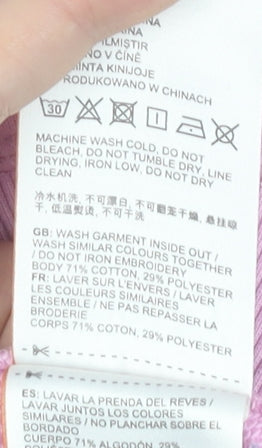 INA
ILMIŞTIR
NO V ČÍNĚ
MINTA KINIJOJE
RODUKOWANO W CHINACH
30
MACHINE WASH COLD, DO NOT
BLEACH, DO NOT TUMBLE DRY, LINE
DRYING, IRON LOW, DO NOT DRY
CLEAN
冷水机洗, 不可漂白, 不可翻笼干燥, 悬挂晾
干, 低温熨烫, 不可干洗
GB: WASH GARMENT INSIDE OUT /
WASH SIMILAR COLOURS TOGETHER
/ DO NOT IRON EMBROIDERY
BODY 71% COTTON, 29% POLYESTER
FR: LAVER SUR L'ENVERS / LAVER
LES COULEURS SIMILAIRES
ENSEMBLE / NE PAS REPASSER LA
BRODERIE
CORPS 71% COTON, 29% POLYESTER
ES: LAVAR LA PRENDA DEL REVES /
LAVAR JUNTOS LOS COLORES
SIMILARES / NO PLANCHAR SOBRE EL
BORDADO
CUERPO 71% ALGODÓN, 29%